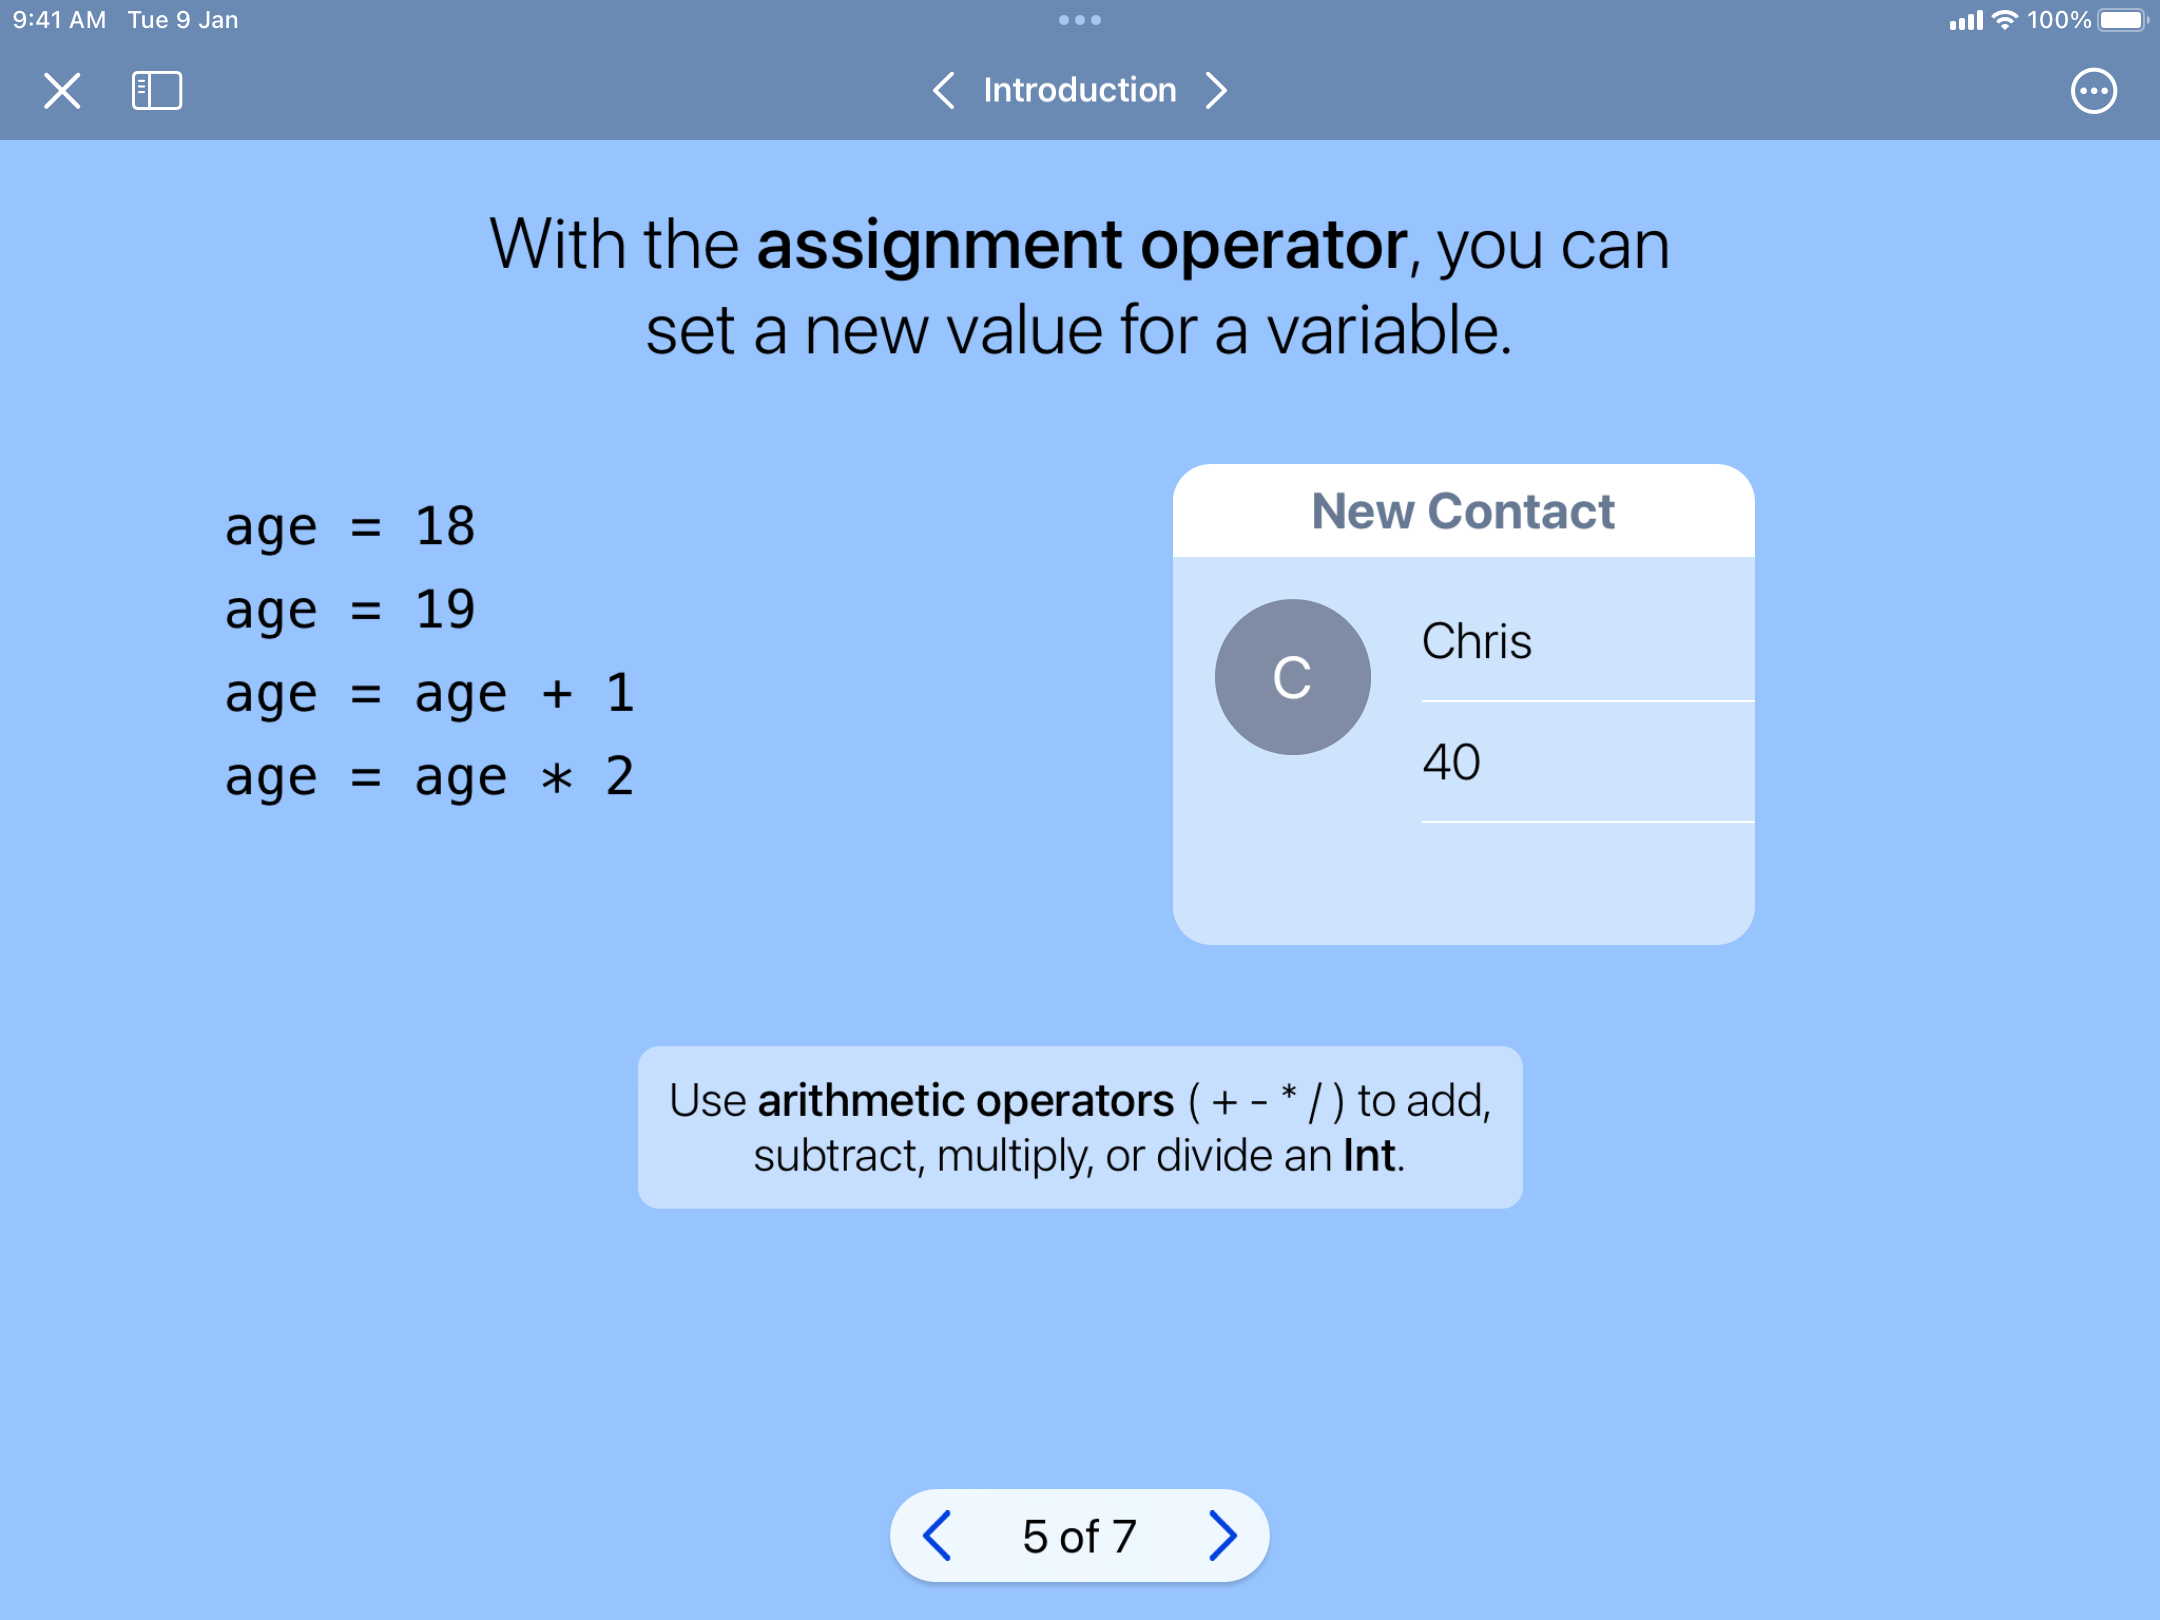 9:41 AM Tue 9 Jan
100%
Introduction
With the assignment operator, you can
set a new value for a variable.
age = 18
age = 19
age = age + 1
age = age * 2
New Contact
C
Chris
40
Use arithmetic operators ( + - * / ) to add,
subtract, multiply, or divide an Int.
5 of 7